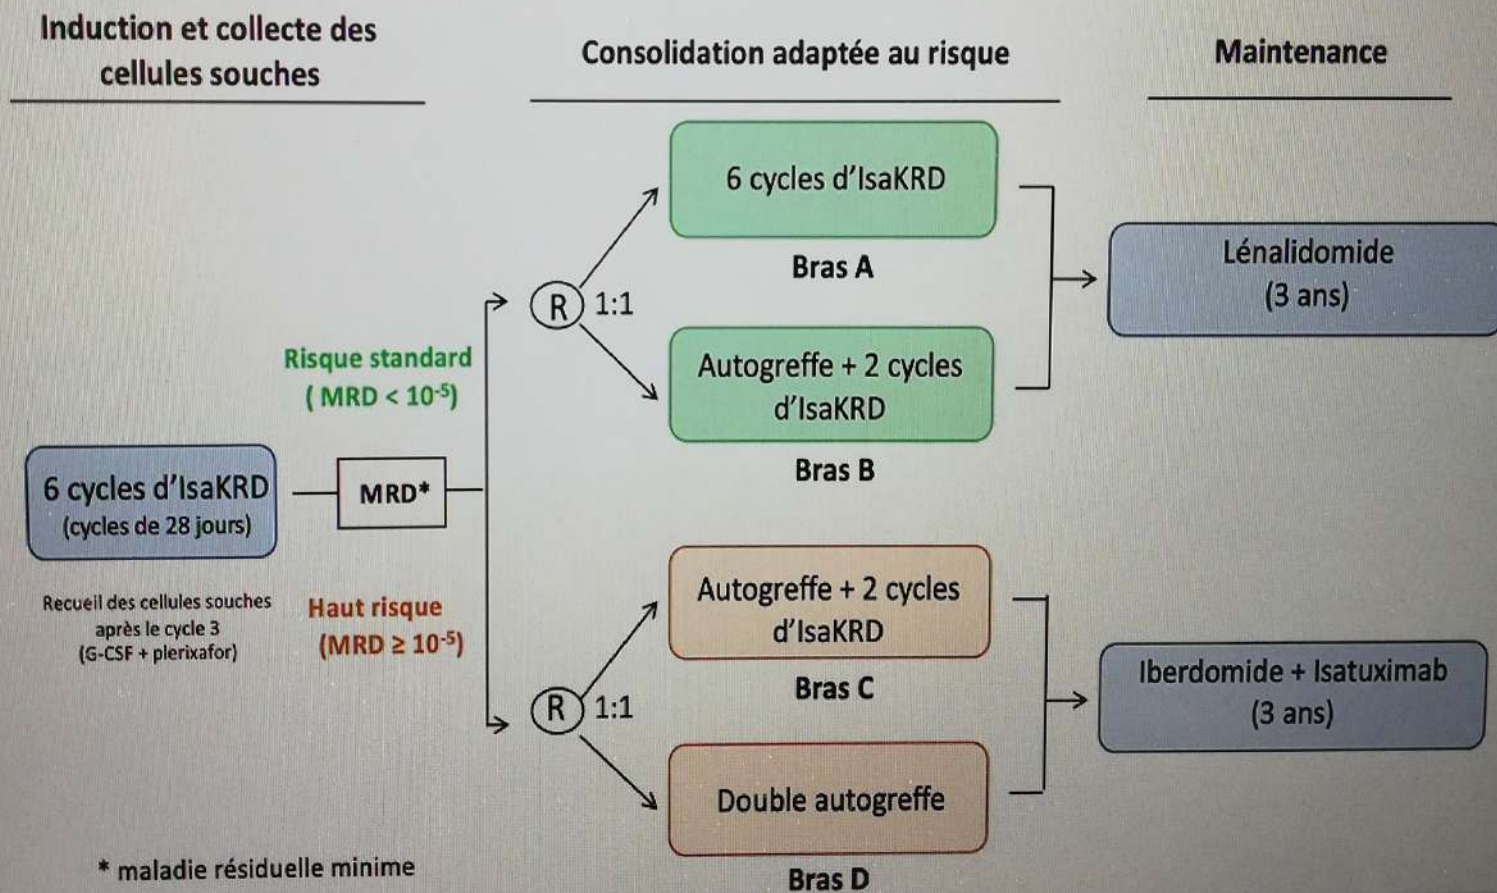 Induction et collecte des
cellules souches
Consolidation adaptée au risque
Maintenance
6 cycles d'IsaKRD
Bras A
R 1:1
Autogreffe + 2 cycles
d'IsaKRD
Bras B
Lénalidomide
(3 ans)
Risque standard
( MRD < 10⁻⁵)
6 cycles d'IsaKRD
(cycles de 28 jours)
MRD*
Recueil des cellules souches
après le cycle 3
(G-CSF + plerixafor)
Haut risque
(MRD ≥ 10⁻⁵)
Autogreffe + 2 cycles
d'IsaKRD
Bras C
R 1:1
Double autogreffe
Bras D
Iberdomide + Isatuximab
(3 ans)
* maladie résiduelle minime